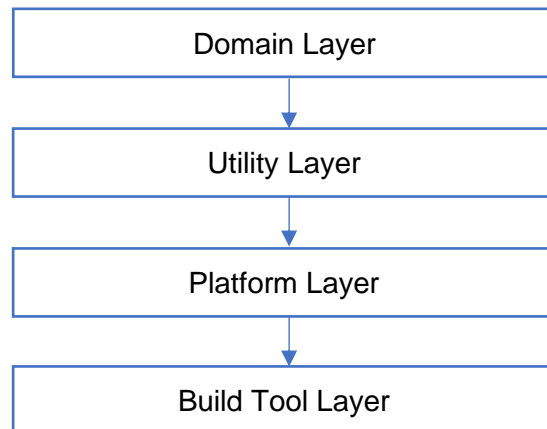 Domain Layer
Utility Layer
Platform Layer
Build Tool Layer